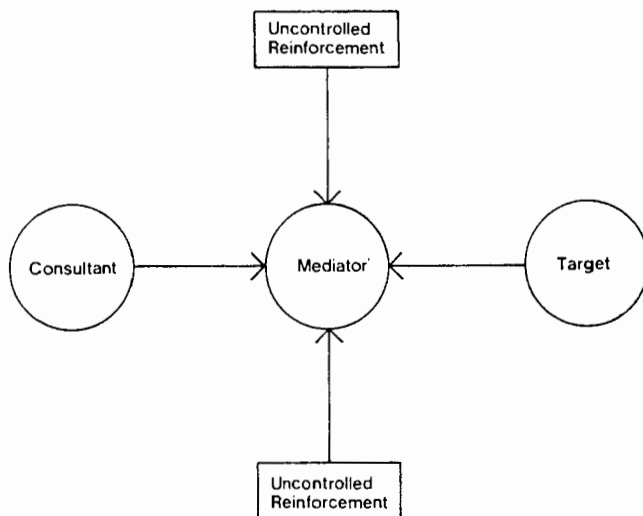 Uncontrolled
Reinforcement
Consultant
Mediator
Target
Uncontrolled
Reinforcement